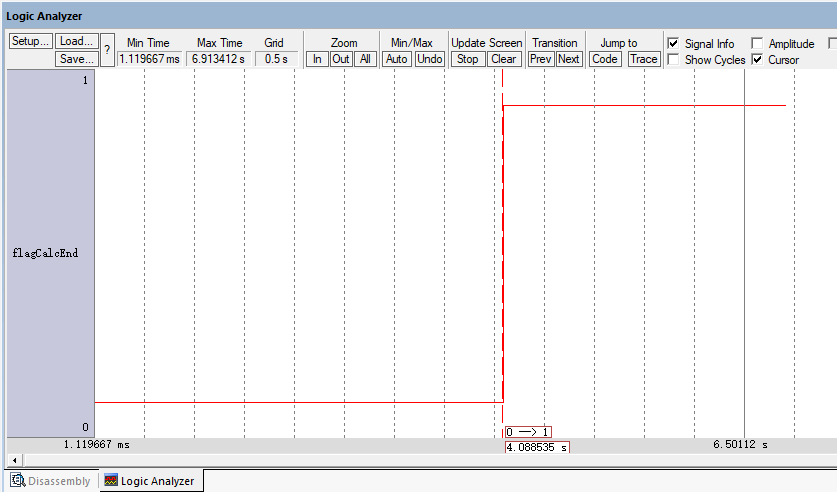 Logic Analyzer
Setup... Load... Save... ? Min Time Max Time Grid Zoom Min/Max Update Screen Transition Jump to Signal Info Amplitude
1.119667 ms 6.913412 s 0.5 s In Out All Auto Undo Stop Clear Prev Next Code Trace Show Cycles Cursor
1
flagCalcEnd
0
0 —> 1
1.119667 ms 4.088535 s 6.50112 s
Disassembly Logic Analyzer